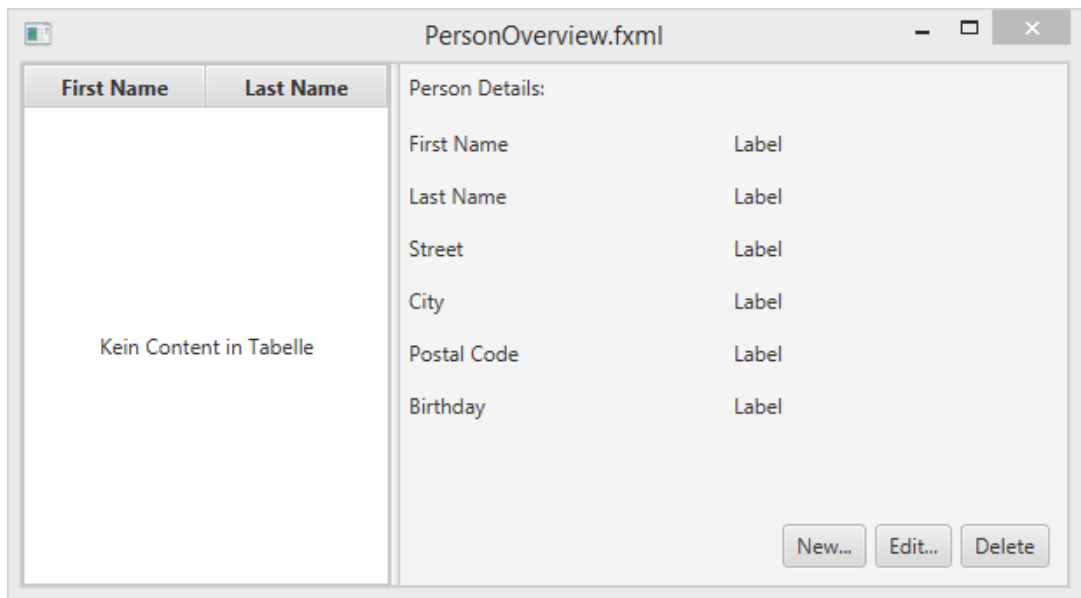 PersonOverview.fxml
First Name Last Name
Kein Content in Tabelle
Person Details:
First Name Label
Last Name Label
Street Label
City Label
Postal Code Label
Birthday Label
New... Edit... Delete